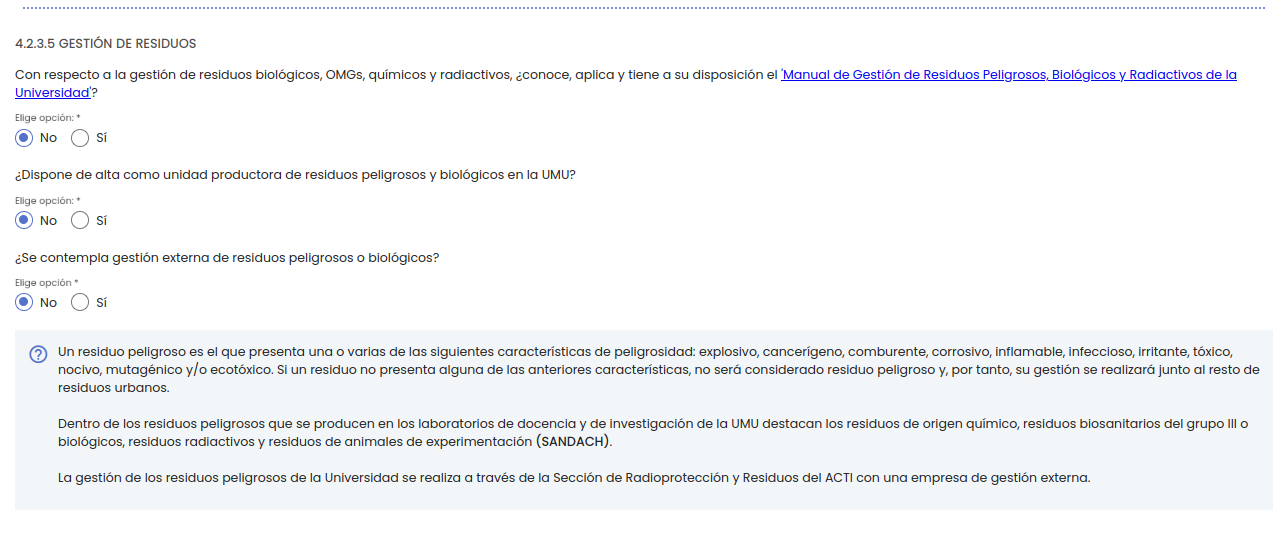 4.2.3.5 GESTIÓN DE RESIDUOS
Con respecto a la gestión de residuos biológicos, OMGs, químicos y radiactivos, ¿conoce, aplica y tiene a su disposición el 'Manual de Gestión de Residuos Peligrosos, Biológicos y Radiactivos de la
Universidad'?
Elige opción: *
No Sí
¿Dispone de alta como unidad productora de residuos peligrosos y biológicos en la UMU?
Elige opción: *
No Sí
¿Se contempla gestión externa de residuos peligrosos o biológicos?
Elige opción *
No Sí
Un residuo peligroso es el que presenta una o varias de las siguientes características de peligrosidad: explosivo, cancerígeno, comburente, corrosivo, inflamable, infeccioso, irritante, tóxico,
nocivo, mutagénico y/o ecotóxico. Si un residuo no presenta alguna de las anteriores características, no será considerado residuo peligroso y, por tanto, su gestión se realizará junto al resto de
residuos urbanos.
Dentro de los residuos peligrosos que se producen en los laboratorios de docencia y de investigación de la UMU destacan los residuos de origen químico, residuos biosanitarios del grupo III o
biológicos, residuos radiactivos y residuos de animales de experimentación (SANDACH).
La gestión de los residuos peligrosos de la Universidad se realiza a través de la Sección de Radioprotección y Residuos del ACTI con una empresa de gestión externa.